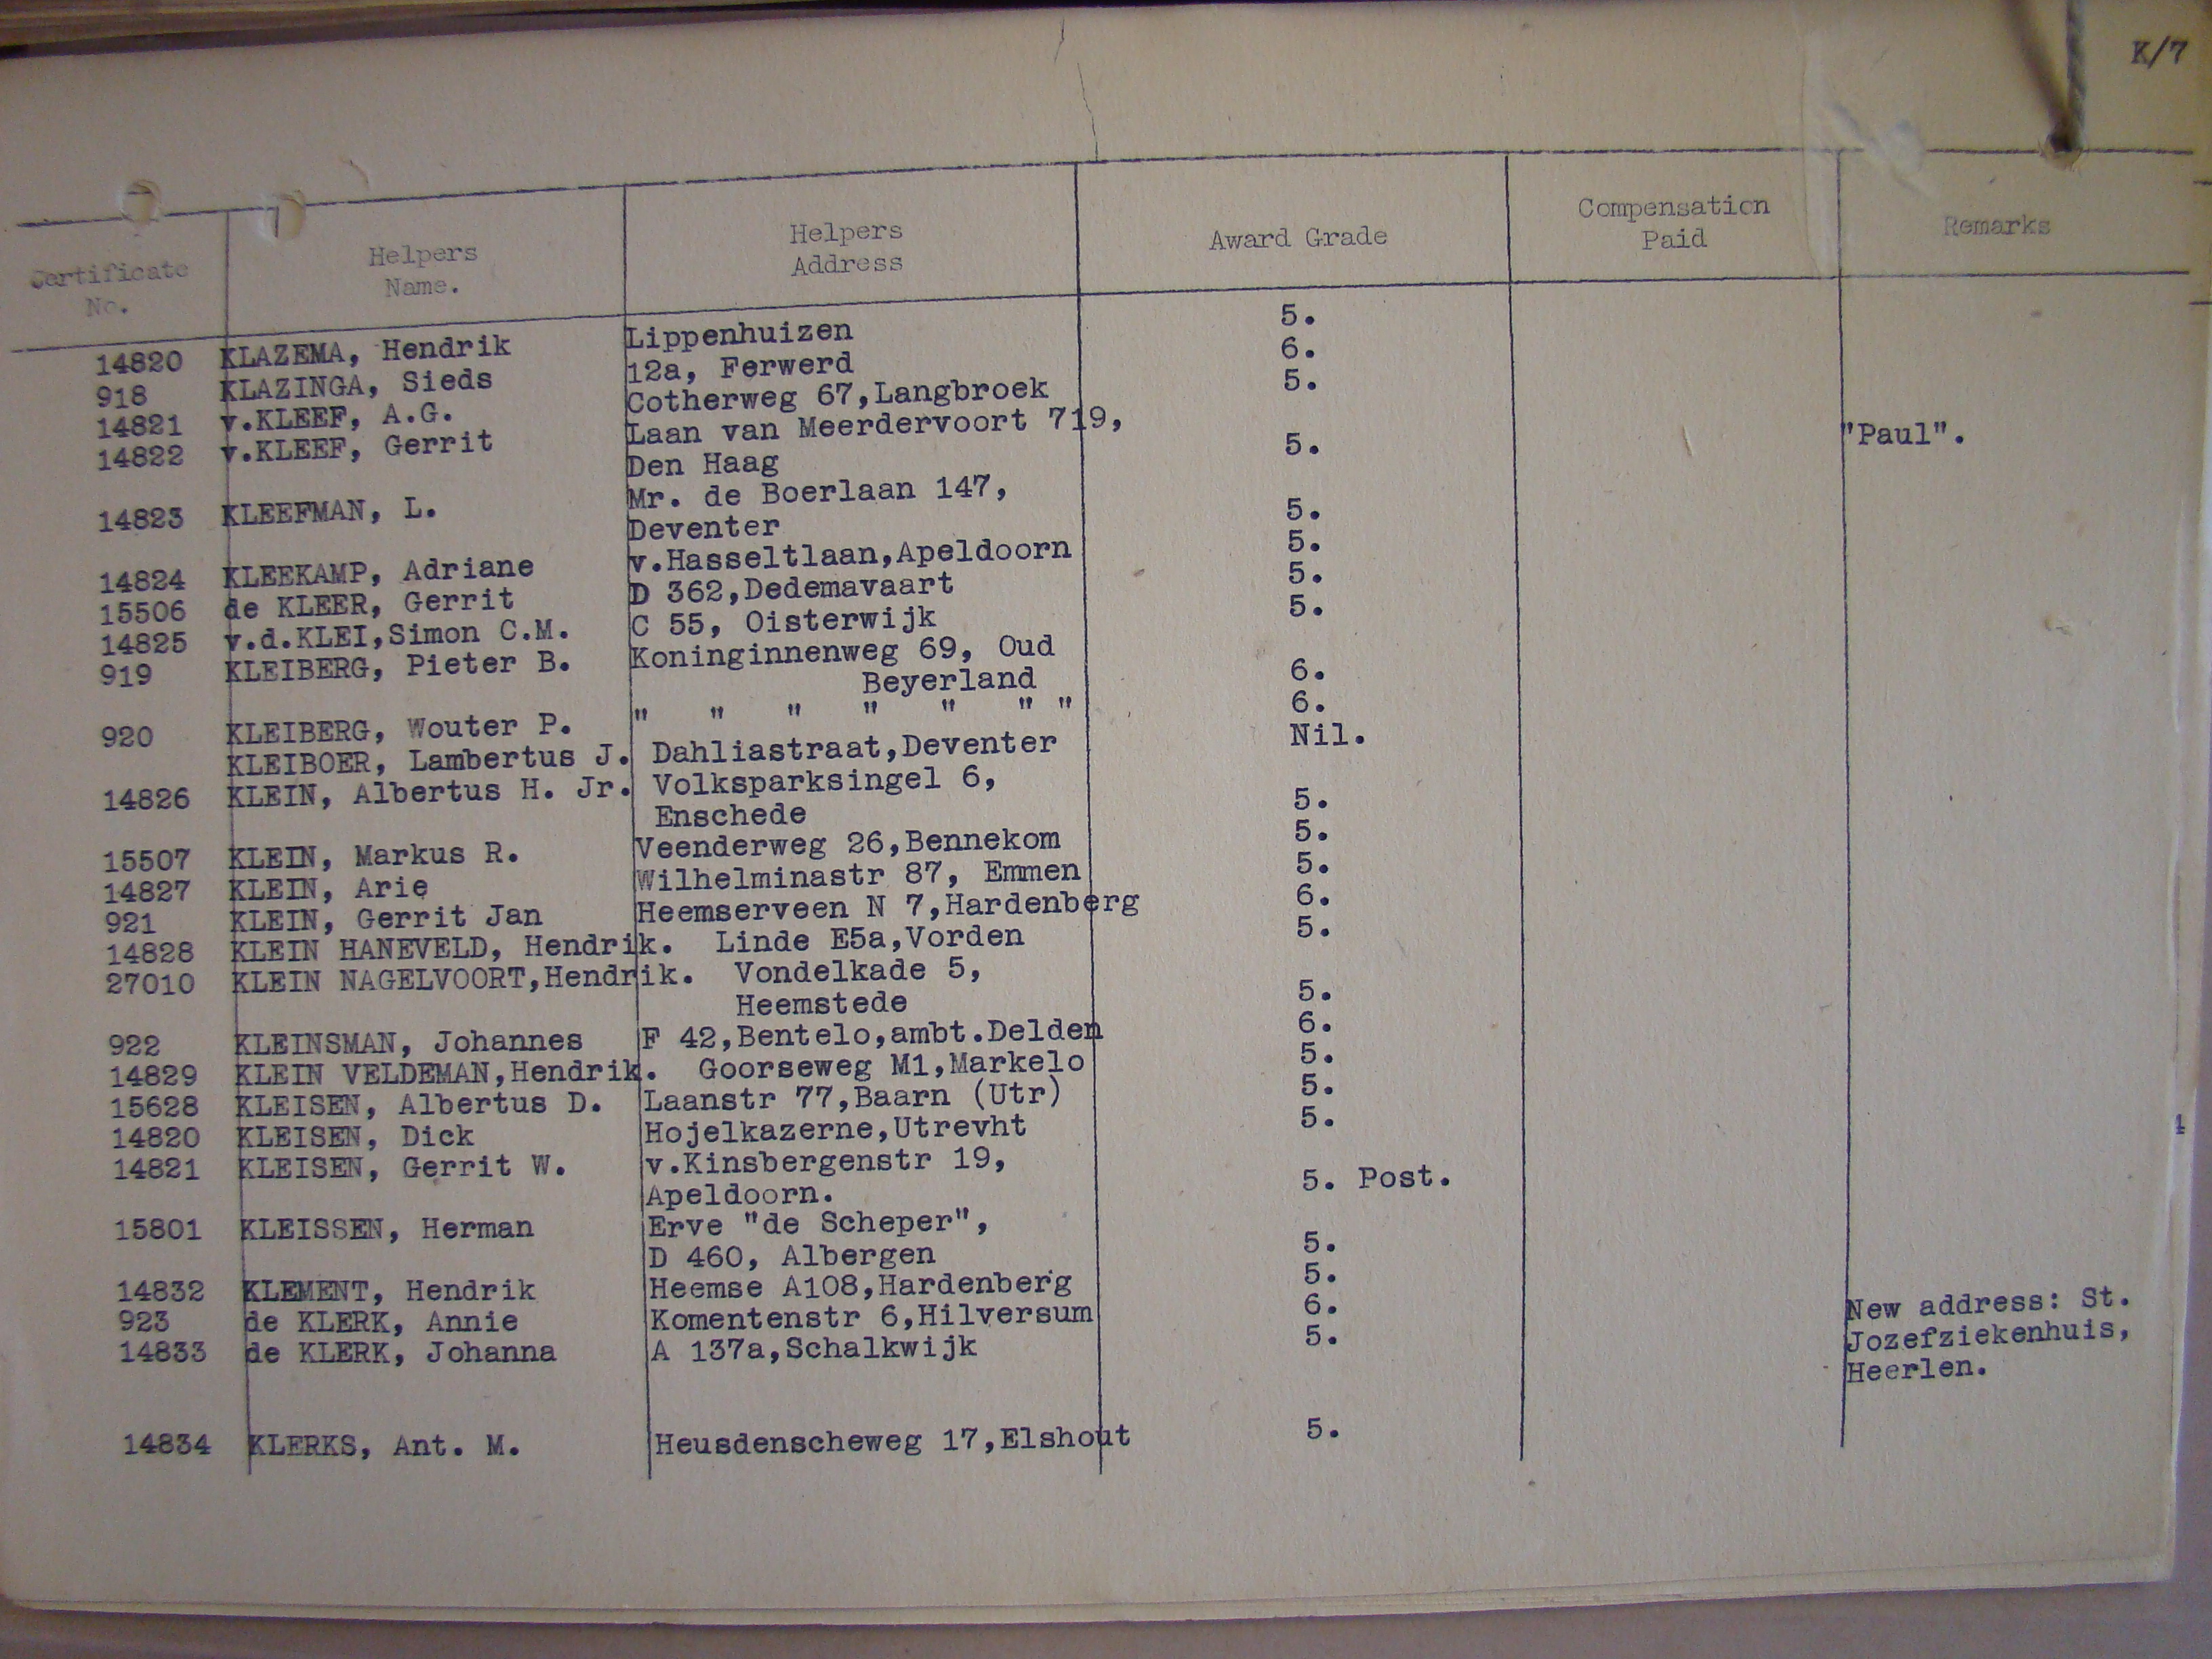 K/7
Certificate No. Helpers Name. Helpers Address Award Grade Compensation Paid Remarks
14820 KLAZEMA, Hendrik Lippenhuizen 5.
918 KLAZINGA, Sieds 12a, Ferwerd 6.
14821 v.KLEEF, A.G. Cotherweg 67,Langbroek 5.
14822 v.KLEEF, Gerrit Laan van Meerdervoort 719,
Den Haag 5. "Paul".
14823 KLEEFMAN, L. Mr. de Boerlaan 147,
Deventer 5.
14824 KLEEKAMP, Adriane v.Hasseltlaan,Apeldoorn 5.
15506 de KLEER, Gerrit D 362,Dedemavaart 5.
14825 v.d.KLEI,Simon C.M. C 55, Oisterwijk 5.
919 KLEIBERG, Pieter B. Koninginnenweg 69, Oud
Beyerland 6.
920 KLEIBERG, Wouter P. " " " " " " " 6.
KLEIBOER, Lambertus J. Dahliastraat,Deventer Nil.
14826 KLEIN, Albertus H. Jr. Volksparksingel 6,
Enschede 5.
15507 KLEIN, Markus R. Veenderweg 26,Bennekom 5.
14827 KLEIN, Arie Wilhelminastr 87, Emmen 5.
921 KLEIN, Gerrit Jan Heemserveen N 7,Hardenberg 6.
14828 KLEIN HANEVELD, Hendrik. Linde E5a,Vorden 5.
27010 KLEIN NAGELVOORT,Hendrik. Vondelkade 5,
Heemstede 5.
922 KLEINSMAN, Johannes F 42,Bentelo,ambt.Delden 6.
14829 KLEIN VELDEMAN,Hendrik. Goorseweg M1,Markelo 5.
15628 KLEISEN, Albertus D. Laanstr 77,Baarn (Utr) 5.
14820 KLEISEN, Dick Hojelkazerne,Utrevht 5.
14821 KLEISEN, Gerrit W. v.Kinsbergenstr 19,
Apeldoorn. 5. Post.
15801 KLEISSEN, Herman Erve "de Scheper",
D 460, Albergen 5.
14832 KLEMENT, Hendrik Heemse A108,Hardenberg 5.
923 de KLERK, Annie Komentenstr 6,Hilversum 6. New address: St.
14833 de KLERK, Johanna A 137a,Schalkwijk 5. Jozefziekenhuis,
Heerlen.
14834 KLERKS, Ant. M. Heusdenscheweg 17,Elshout 5.